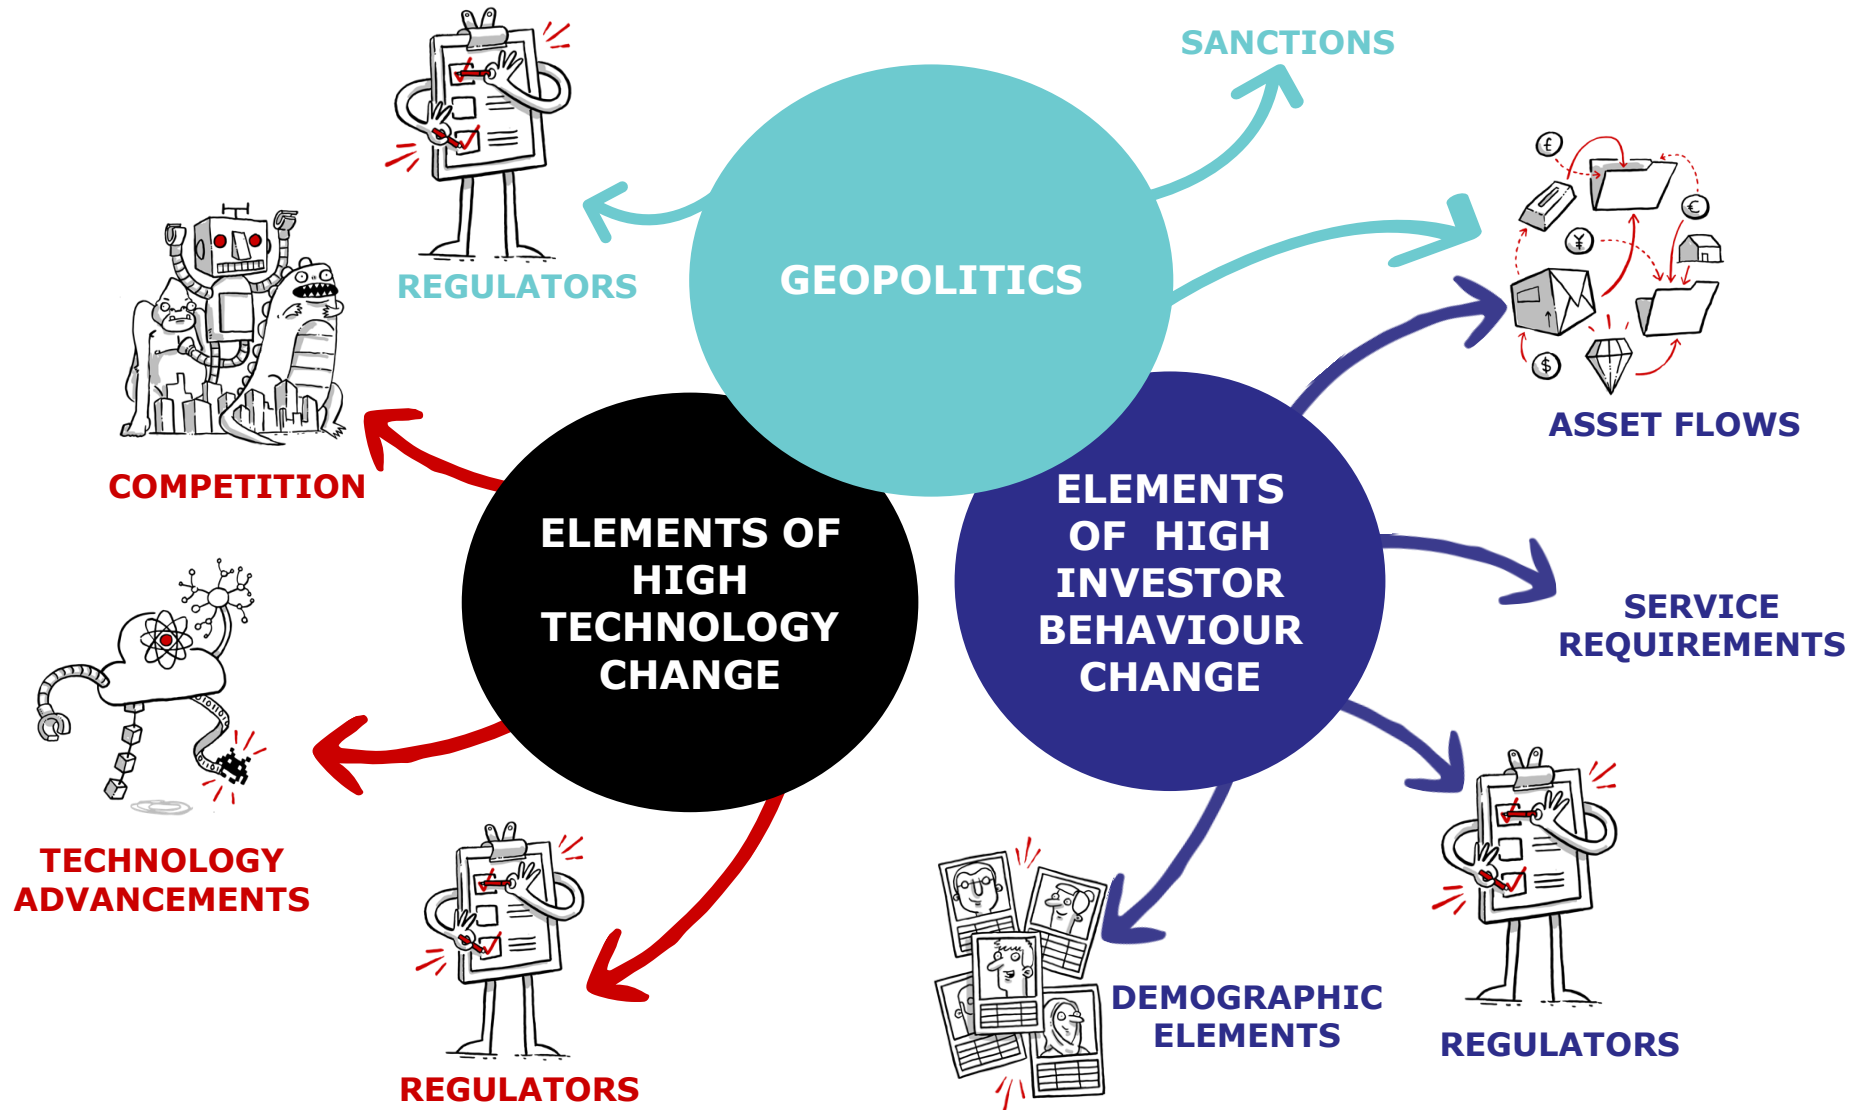 SANCTIONS
REGULATORS
GEOPOLITICS
£
€
¥
$
ASSET FLOWS
COMPETITION
ELEMENTS OF
HIGH
TECHNOLOGY
CHANGE
ELEMENTS
OF HIGH
INVESTOR
BEHAVIOUR
CHANGE
SERVICE
REQUIREMENTS
TECHNOLOGY
ADVANCEMENTS
DEMOGRAPHIC
ELEMENTS
REGULATORS
REGULATORS